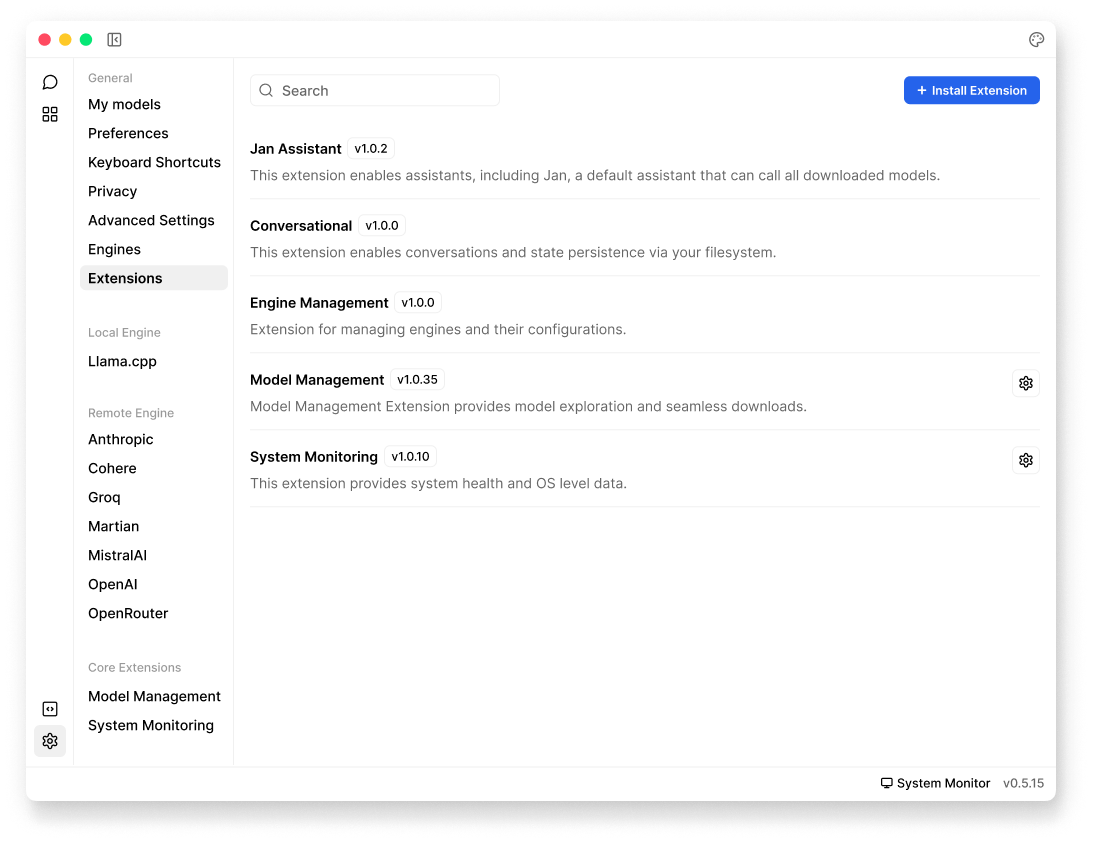 General
My models
Preferences
Keyboard Shortcuts
Privacy
Advanced Settings
Engines
Extensions
Local Engine
Llama.cpp
Remote Engine
Anthropic
Cohere
Groq
Martian
MistralAI
OpenAI
OpenRouter
Core Extensions
Model Management
System Monitoring
Search
+ Install Extension
Jan Assistant v1.0.2
This extension enables assistants, including Jan, a default assistant that can call all downloaded models.
Conversational v1.0.0
This extension enables conversations and state persistence via your filesystem.
Engine Management v1.0.0
Extension for managing engines and their configurations.
Model Management v1.0.35
Model Management Extension provides model exploration and seamless downloads.
System Monitoring v1.0.10
This extension provides system health and OS level data.
System Monitor v0.5.15